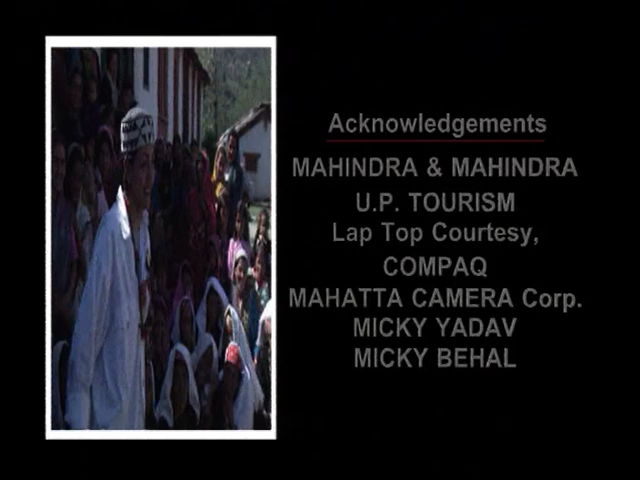 Acknowledgements
MAHINDRA & MAHINDRA
U.P. TOURISM
Lap Top Courtesy,
COMPAQ
MAHATTA CAMERA Corp.
MICKY YADAV
MICKY BEHAL